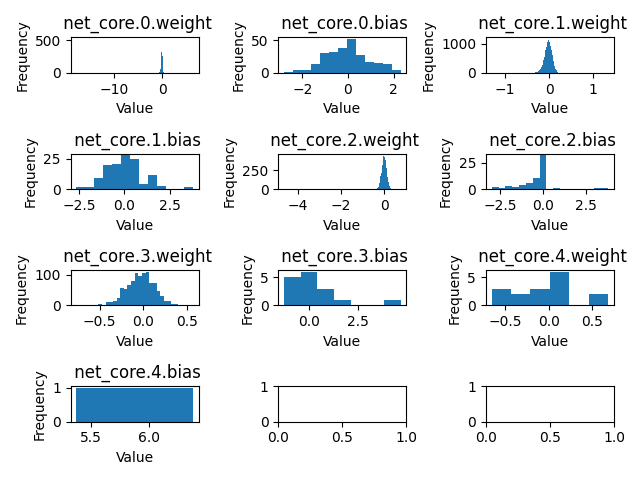 net_core.0.weight
net_core.0.bias
net_core.1.weight
Frequency
500
0
−10
0
Value
Frequency
50
0
−2
0
2
Value
Frequency
1000
0
−1
0
1
Value
net_core.1.bias
net_core.2.weight
net_core.2.bias
Frequency
25
0
−2.5
0.0
2.5
Value
Frequency
250
0
−4
−2
0
Value
Frequency
25
0
−2.5
0.0
2.5
Value
net_core.3.weight
net_core.3.bias
net_core.4.weight
Frequency
100
0
−0.5
0.0
0.5
Value
Frequency
5
0
0.0
2.5
Value
Frequency
5
0
−0.5
0.0
0.5
Value
net_core.4.bias
Frequency
1
0
5.5
6.0
Value
1
0
0.0
0.5
1.0
1
0
0.0
0.5
1.0